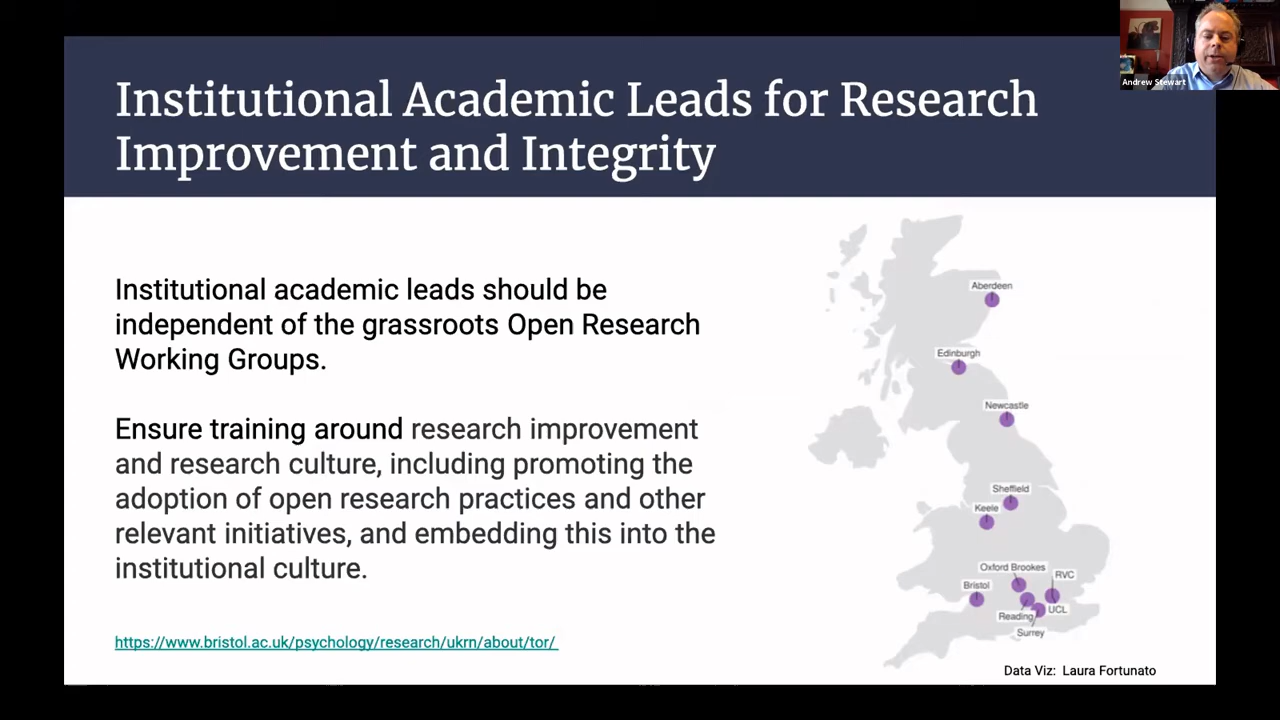 Andrew Stewart
Institutional Academic Leads for Research
Improvement and Integrity
Institutional academic leads should be
independent of the grassroots Open Research
Working Groups.
Ensure training around research improvement
and research culture, including promoting the
adoption of open research practices and other
relevant initiatives, and embedding this into the
institutional culture.
https://www.bristol.ac.uk/psychology/research/ukrn/about/tor/
Aberdeen
Edinburgh
Newcastle
Sheffield
Keele
Oxford Brookes
RVC
Bristol
UCL
Reading
Surrey
Data Viz: Laura Fortunato